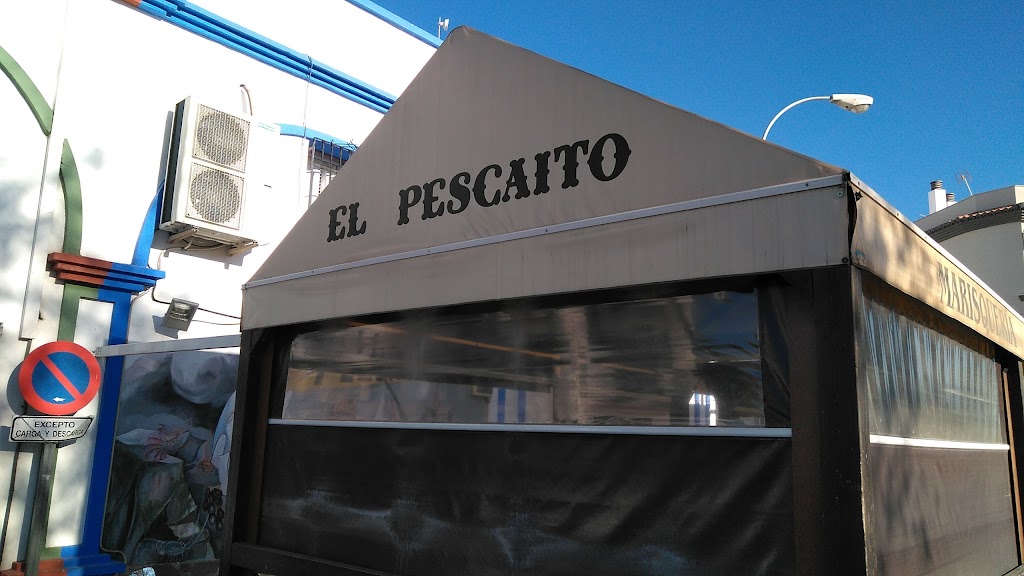 EL PESCAITO
MARISQUERIA
EXCEPTO
CARGA Y DESCARGA